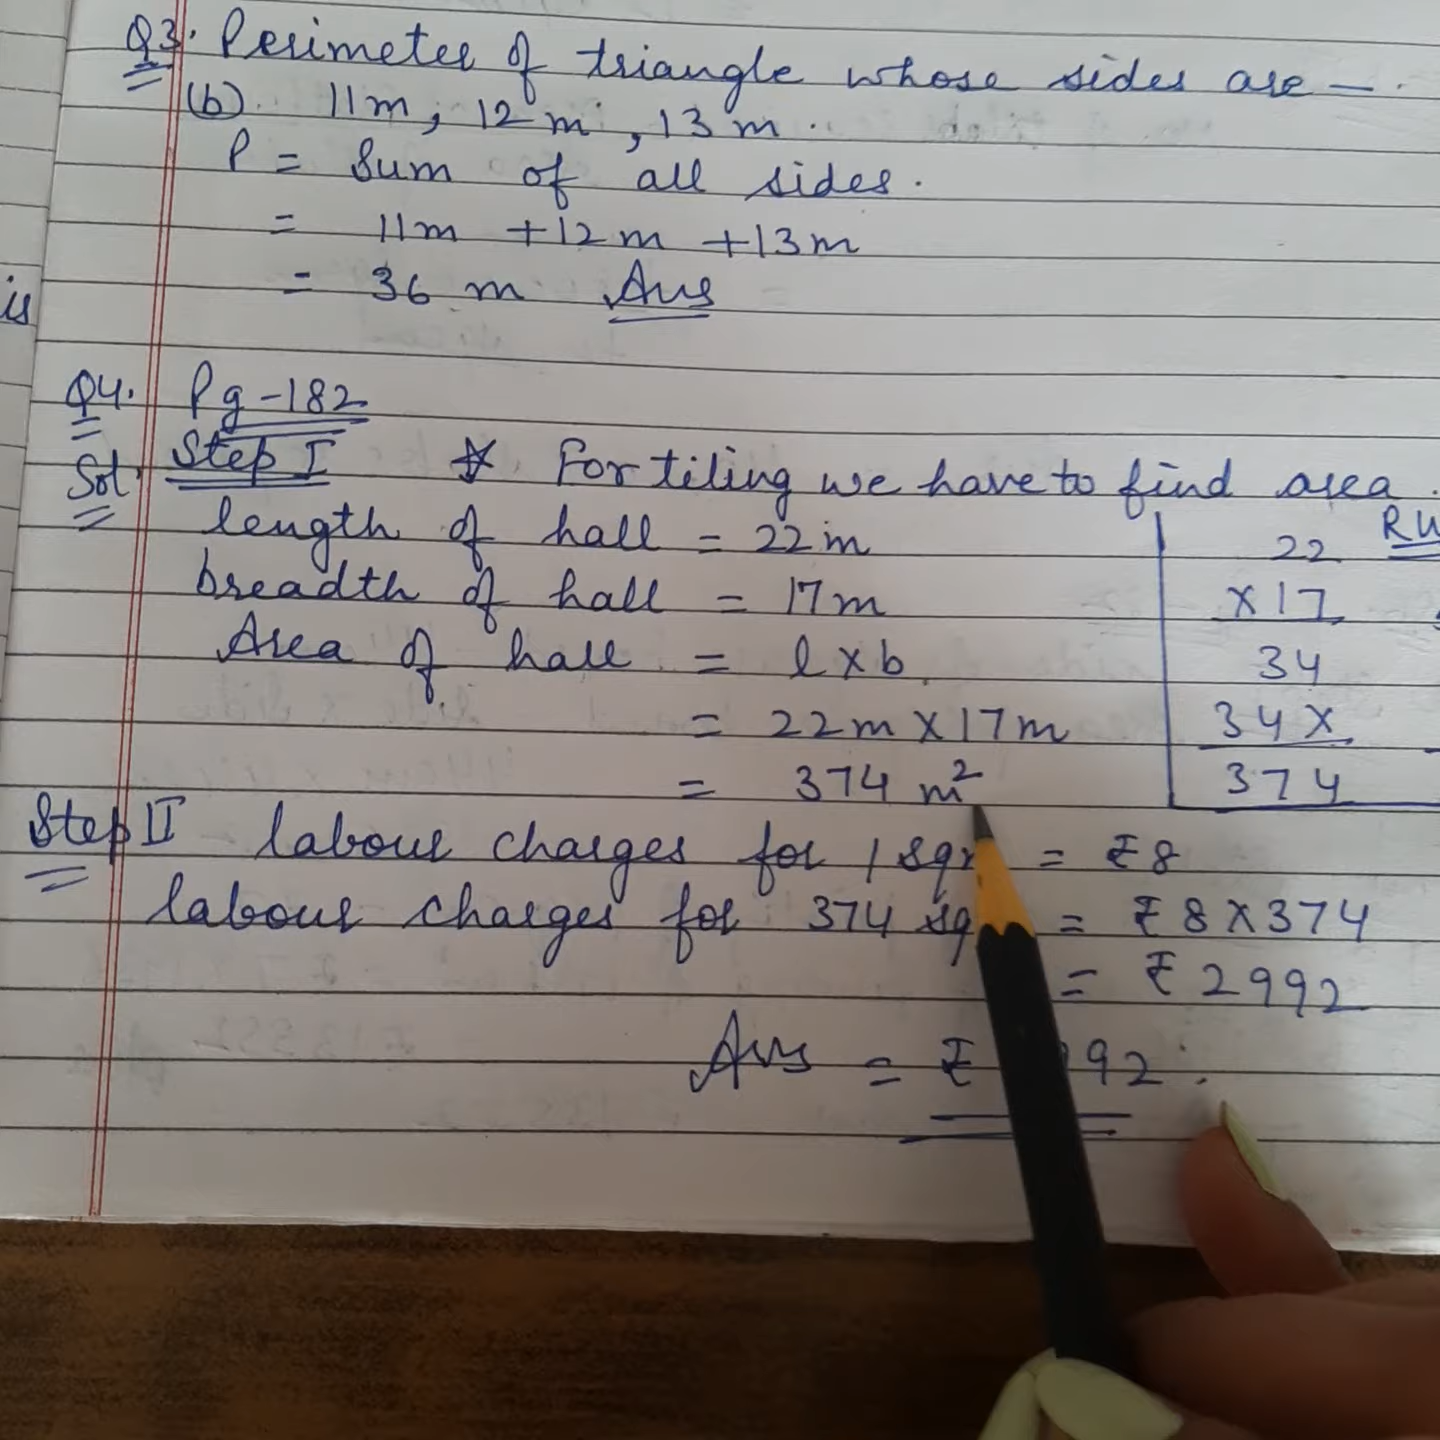 Q3. Perimeter of triangle whose sides are —.
(b). 11m, 12m, 13m.
P = Sum of all sides.
= 11m + 12m + 13m
= 36 m Ans
is
Q4. Pg-182
Sol. Step I ☆ For tiling we have to find area.
length of hall = 22m
breadth of hall = 17m
Area of hall = l x b.
= 22m x 17m
= 374 m²
22
x17
34
34x
374
Step II labour charges for 1 sq = ₹8
labour charges for 374 sq = ₹8x374
= ₹2992
Ans = ₹ 992.